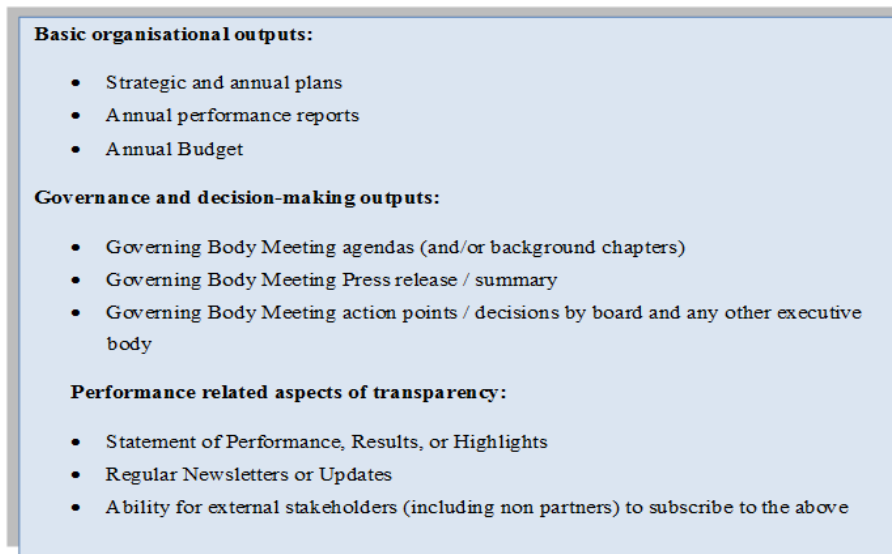 Basic organisational outputs:
• Strategic and annual plans
• Annual performance reports
• Annual Budget
Governance and decision-making outputs:
• Governing Body Meeting agendas (and/or background chapters)
• Governing Body Meeting Press release / summary
• Governing Body Meeting action points / decisions by board and any other executive
body
Performance related aspects of transparency:
• Statement of Performance, Results, or Highlights
• Regular Newsletters or Updates
• Ability for external stakeholders (including non partners) to subscribe to the above